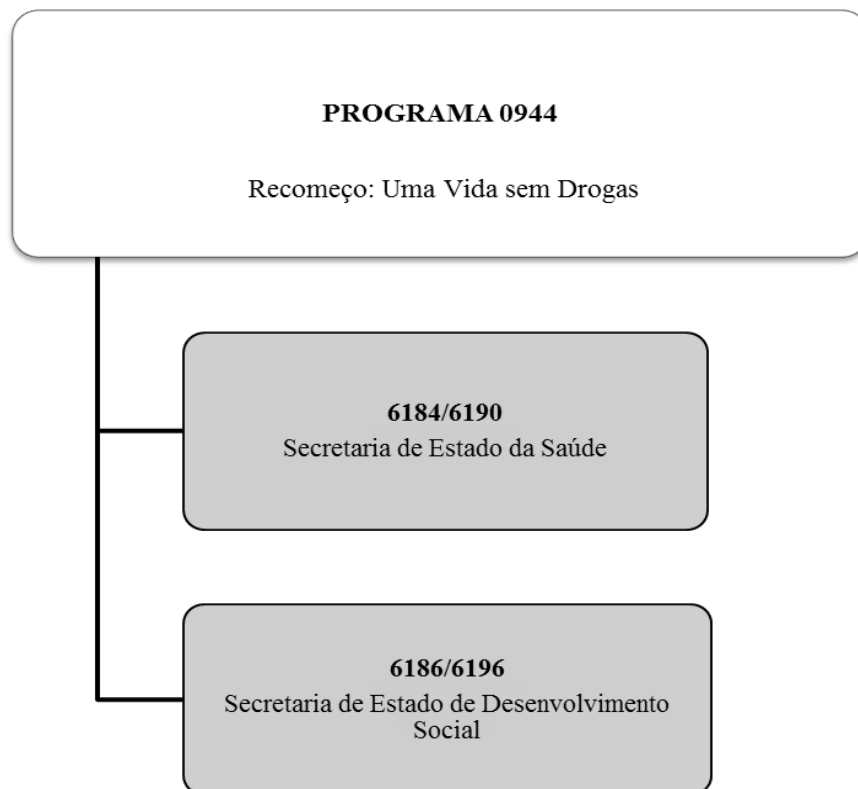 PROGRAMA 0944
Recomeço: Uma Vida sem Drogas
6184/6190
Secretaria de Estado da Saúde
6186/6196
Secretaria de Estado de Desenvolvimento
Social